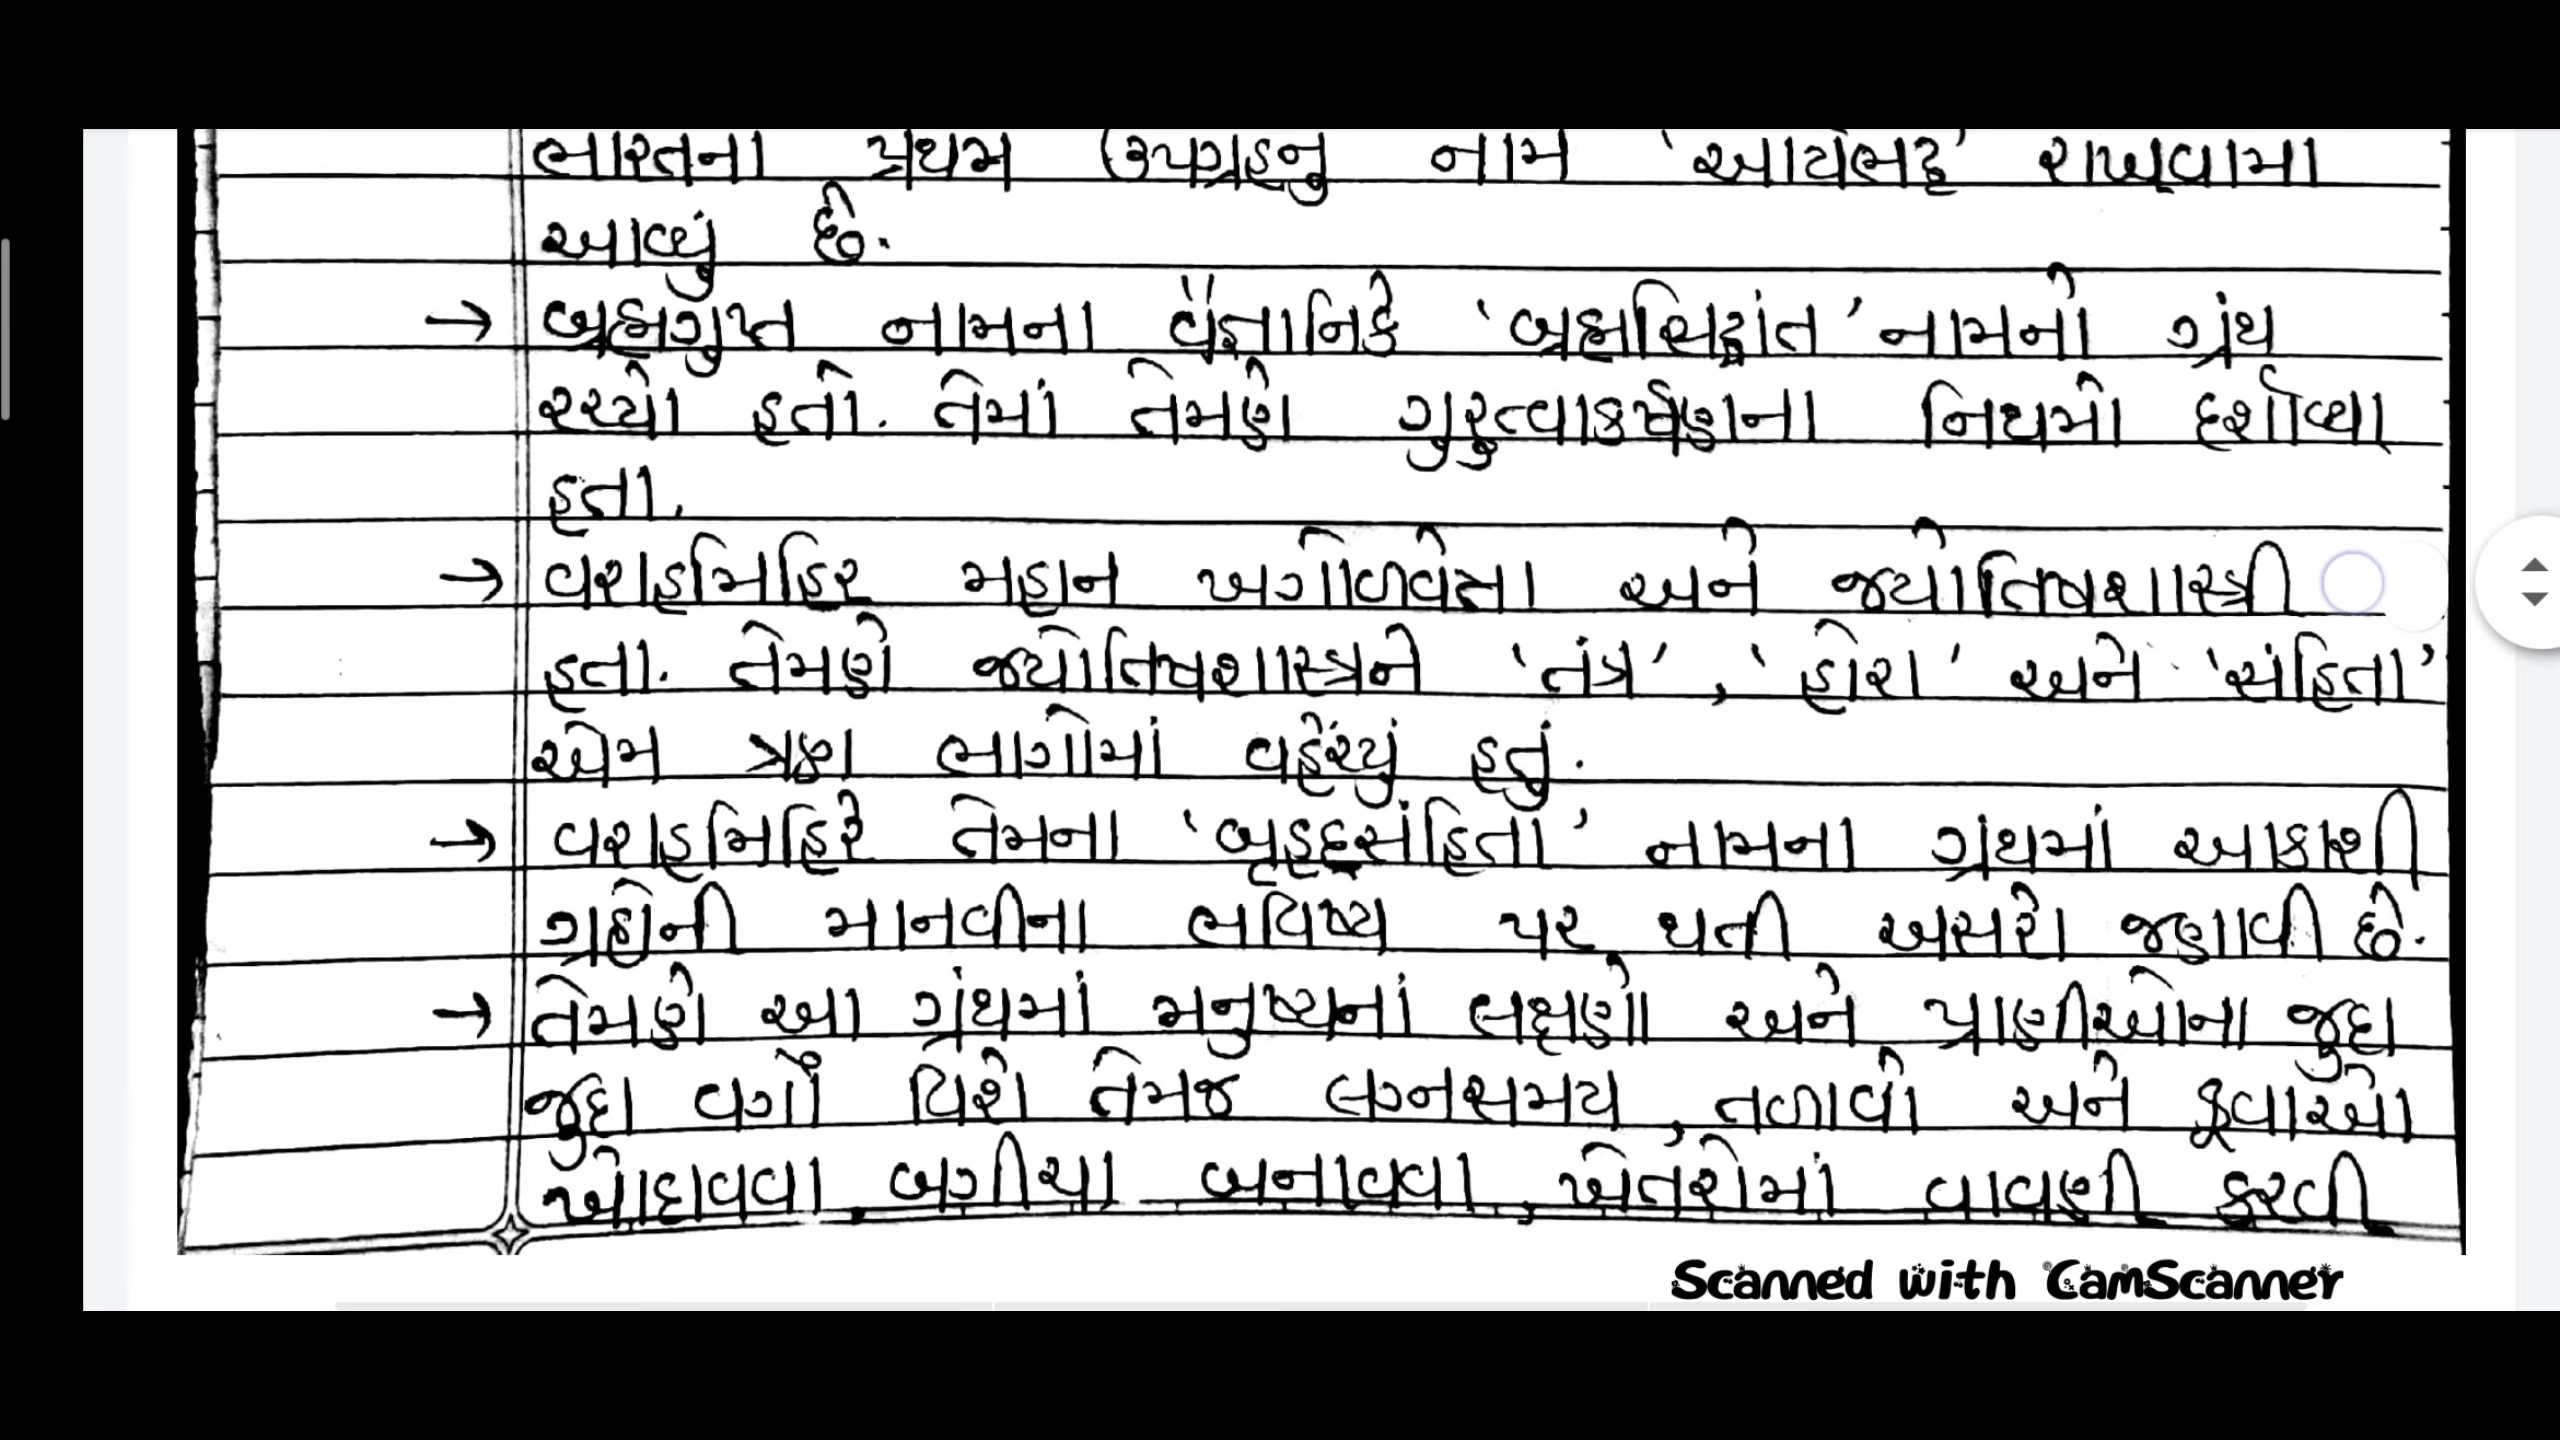 ભારતના પ્રથમ ઉપગ્રહનુ નામ 'આર્યભટ્ટ' રાખવામા
આવ્યું છે.
→ બ્રહ્મગુપ્ત નામના વૈજ્ઞાનિકે 'બ્રહ્મસિદ્ધાંત' નામનો ગ્રંથ
રચ્યો હતો. તેમાં તેમણે ગુરુત્વાકર્ષણના નિયમો દર્શાવ્યા
હતા.
→ વરાહમિહિર મહાન ખગોળવેત્તા અને જ્યોતિષશાસ્ત્રી
હતા. તેમણે જ્યોતિષશાસ્ત્રને 'તંત્ર', 'હોરા' અને 'સંહિતા'
એમ ત્રણ ભાગોમાં વહેંચ્યું હતું.
→ વરાહમિહિરે તેમના 'બૃહદસંહિતા' નામના ગ્રંથમાં આકાશી
ગ્રહોની માનવીના ભવિષ્ય પર થતી અસરો જણાવી છે.
→ તેમણે આ ગ્રંથમાં મનુષ્યનાં લક્ષણો અને પ્રાણીઓના જુદા
જુદા વર્ગો વિશે તેમજ લગ્નસમય, તળાવો અને કૂવાઓ
ખોદાવવા, બગીચા બનાવવા, ખેતરોમાં વાવણી કરવી
Scanned with CamScanner